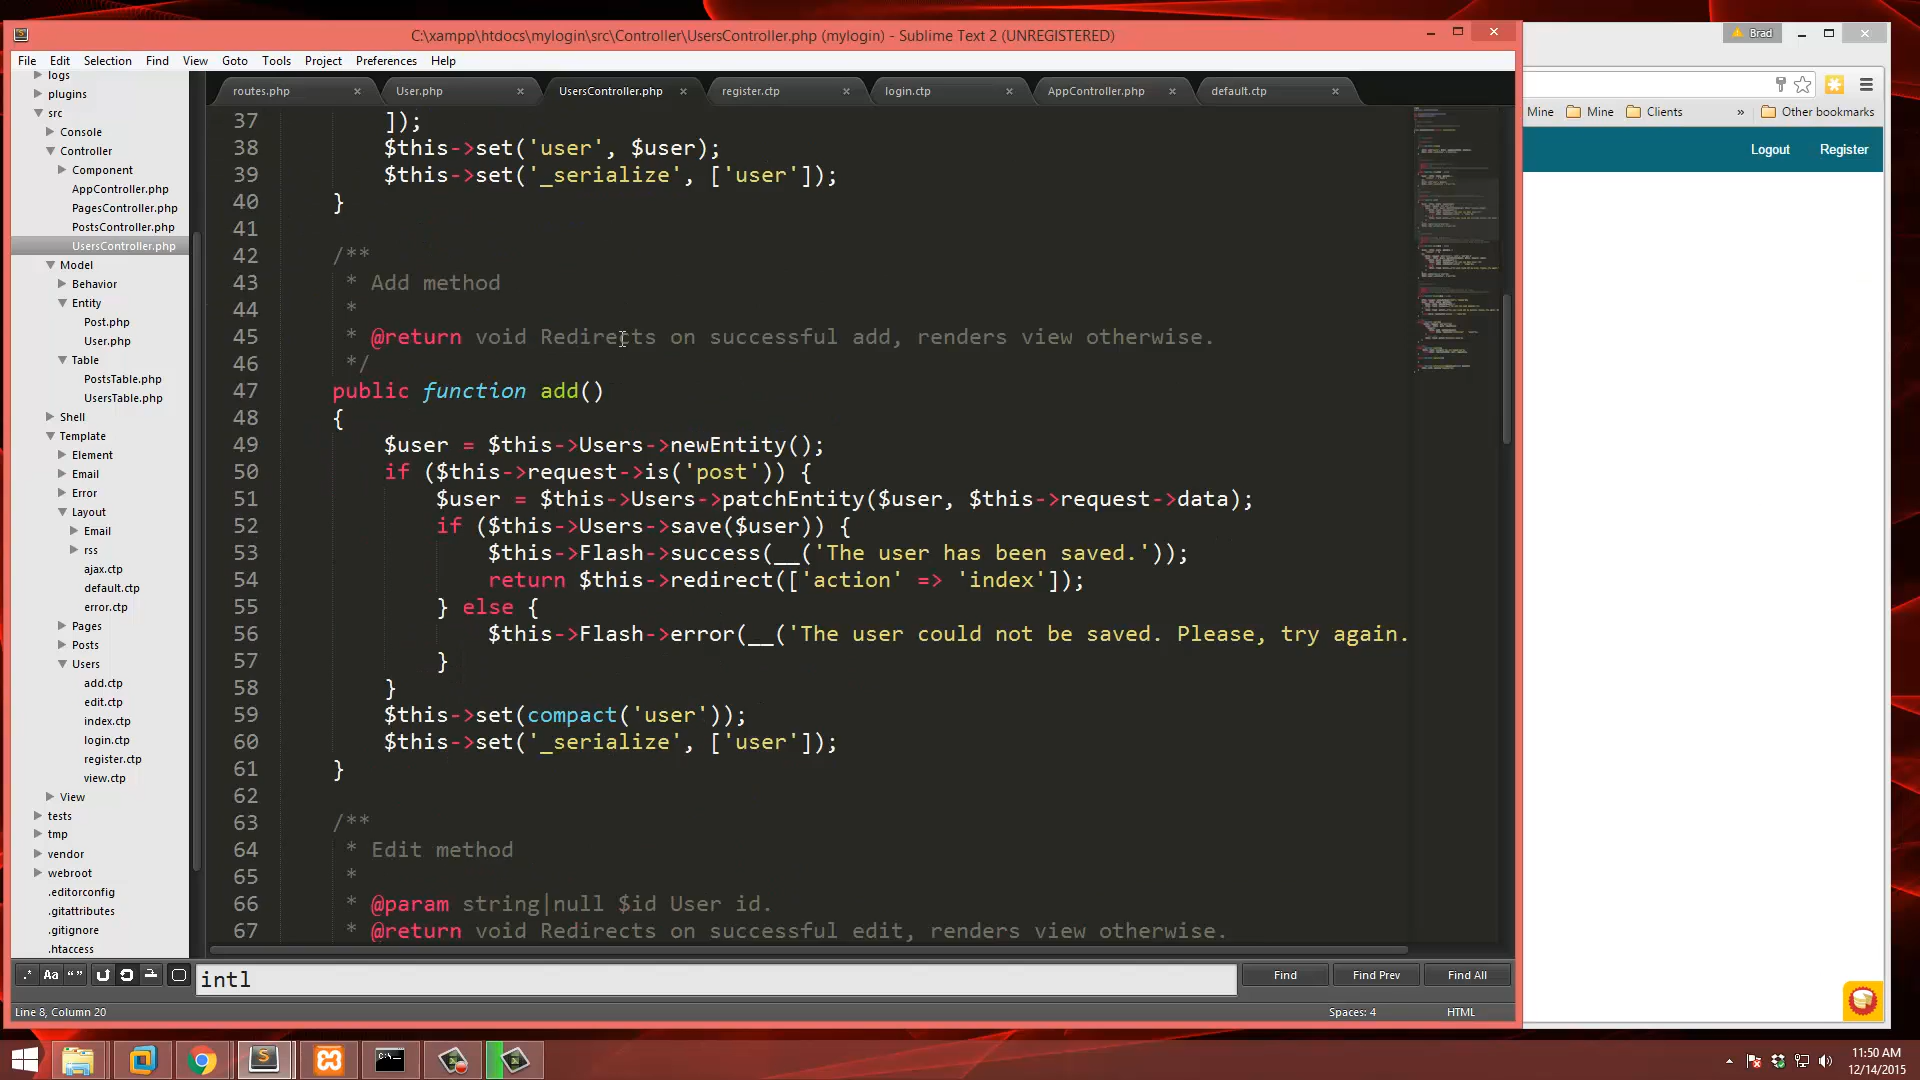 C:\xampp\htdocs\mylogin\src\Controller\UsersController.php (mylogin) - Sublime Text 2 (UNREGISTERED)
Brad
File Edit Selection Find View Goto Tools Project Preferences Help
routes.php
User.php
UsersController.php
register.ctp
login.ctp
AppController.php
default.ctp
Mine Mine Clients » Other bookmarks
Logout Register
logs
plugins
src
Console
Controller
Component
AppController.php
PagesController.php
PostsController.php
UsersController.php
Model
Behavior
Entity
Post.php
User.php
Table
PostsTable.php
UsersTable.php
Shell
Template
Element
Email
Error
Layout
Email
rss
ajax.ctp
default.ctp
error.ctp
Pages
Posts
Users
add.ctp
edit.ctp
index.ctp
login.ctp
register.ctp
view.ctp
View
tests
tmp
vendor
webroot
.editorconfig
.gitattributes
.gitignore
.htaccess
37 ]);
38 $this->set('user', $user);
39 $this->set('_serialize', ['user']);
40 }
41
42 /**
43 * Add method
44 *
45 * @return void Redirects on successful add, renders view otherwise.
46 */
47 public function add()
48 {
49 $user = $this->Users->newEntity();
50 if ($this->request->is('post')) {
51 $user = $this->Users->patchEntity($user, $this->request->data);
52 if ($this->Users->save($user)) {
53 $this->Flash->success(__('The user has been saved.'));
54 return $this->redirect(['action' => 'index']);
55 } else {
56 $this->Flash->error(__('The user could not be saved. Please, try again.
57 }
58 }
59 $this->set(compact('user'));
60 $this->set('_serialize', ['user']);
61 }
62
63 /**
64 * Edit method
65 *
66 * @param string|null $id User id.
67 * @return void Redirects on successful edit, renders view otherwise.
.* Aa “” intl Find Find Prev Find All
Line 8, Column 20 Spaces: 4 HTML
11:50 AM
12/14/2015